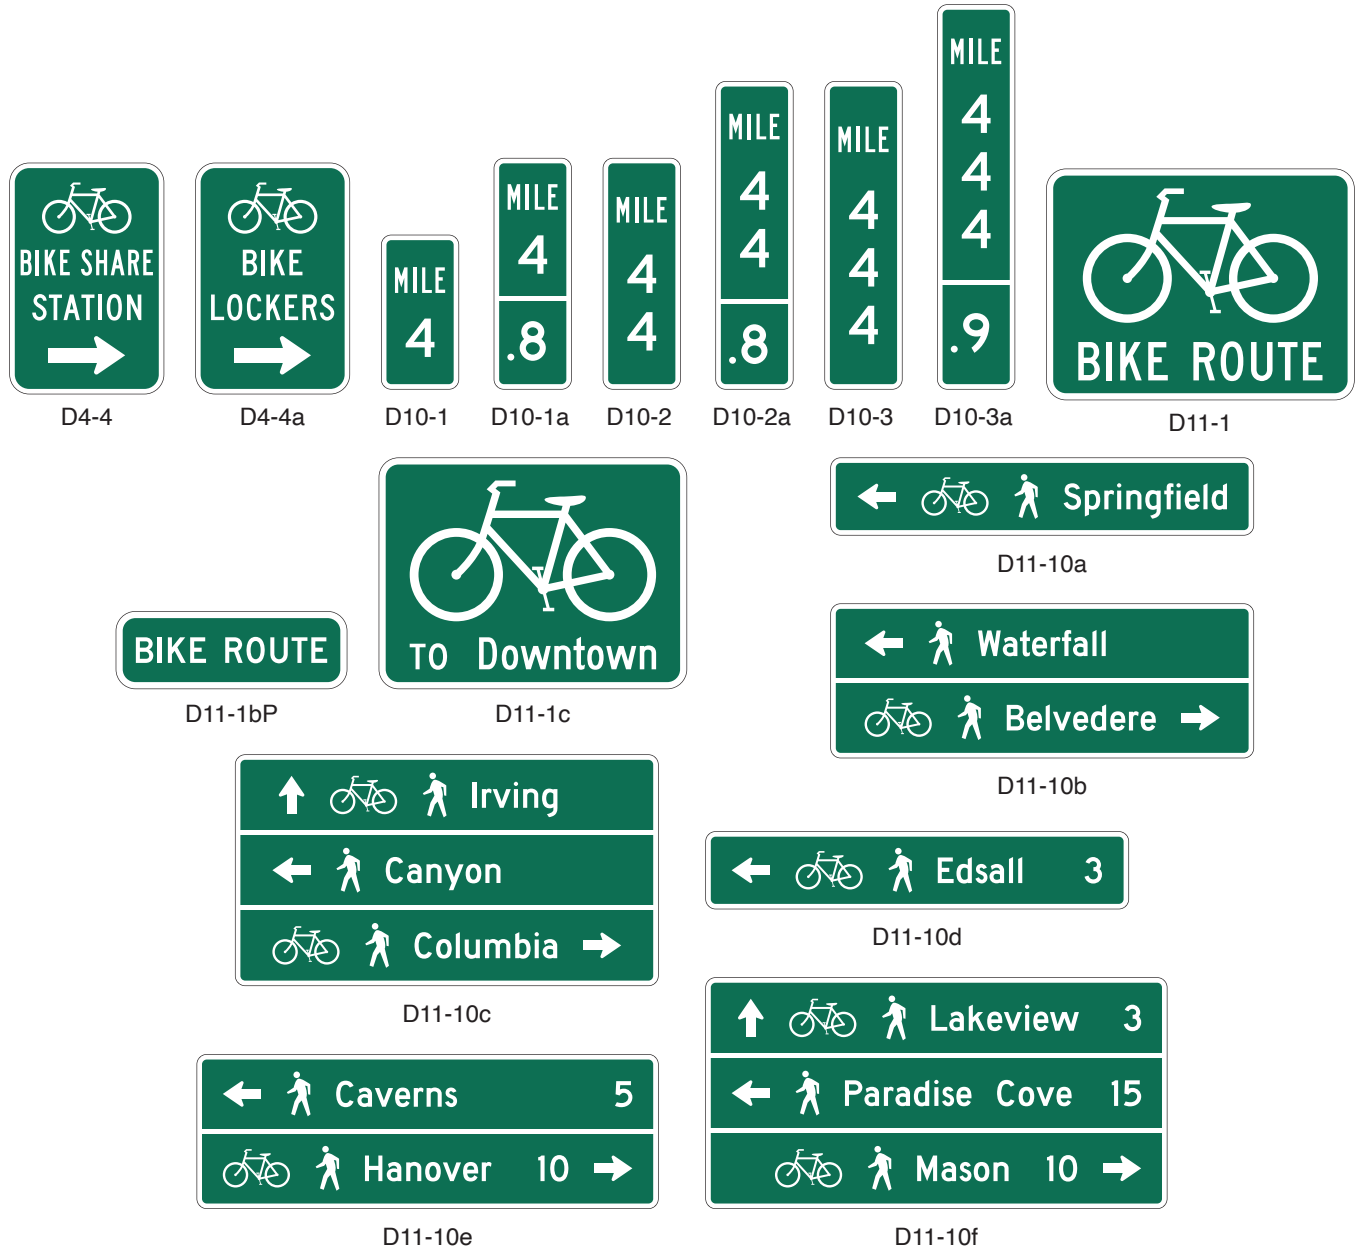 BIKE SHARE
STATION
D4-4
BIKE
LOCKERS
D4-4a
MILE
4
D10-1
MILE
4
.8
D10-1a
MILE
4
4
D10-2
MILE
4
4
.8
D10-2a
MILE
4
4
4
D10-3
MILE
4
4
4
.9
D10-3a
BIKE ROUTE
D11-1
BIKE ROUTE
D11-1bP
TO Downtown
D11-1c
Springfield
D11-10a
Waterfall
Belvedere
D11-10b
Irving
Canyon
Columbia
D11-10c
Edsall 3
D11-10d
Caverns 5
Hanover 10
D11-10e
Lakeview 3
Paradise Cove 15
Mason 10
D11-10f